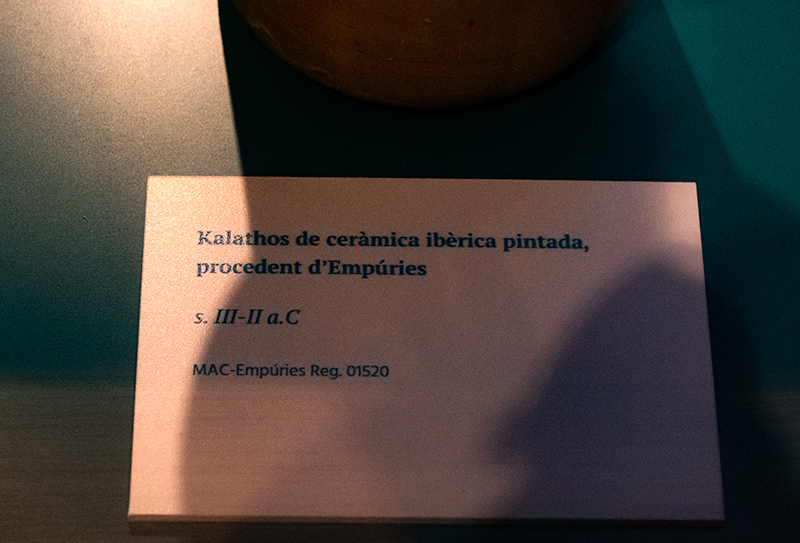 Kalathos de ceràmica ibèrica pintada,
procedent d’Empúries
s. III-II a.C
MAC-Empúries Reg. 01520